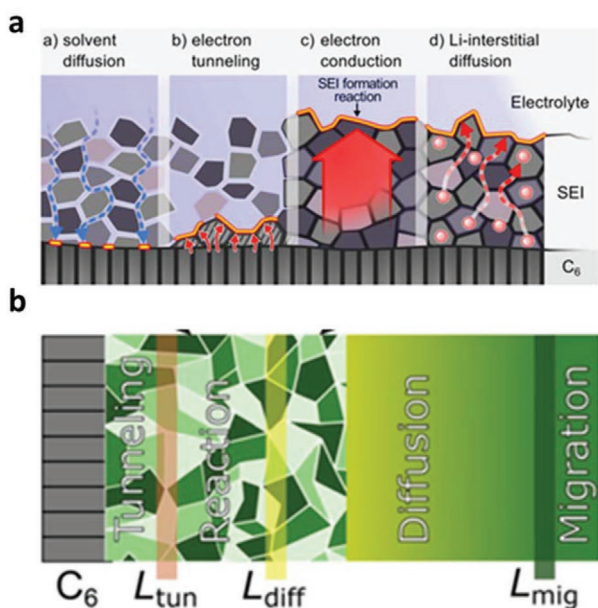 a
a) solvent
diffusion
b) electron
tunneling
c) electron
conduction
d) Li-interstitial
diffusion
SEI formation
reaction
Electrolyte
SEI
C6
b
Tunneling
Reaction
Diffusion
Migration
C6
Ltun
Ldiff
Lmig